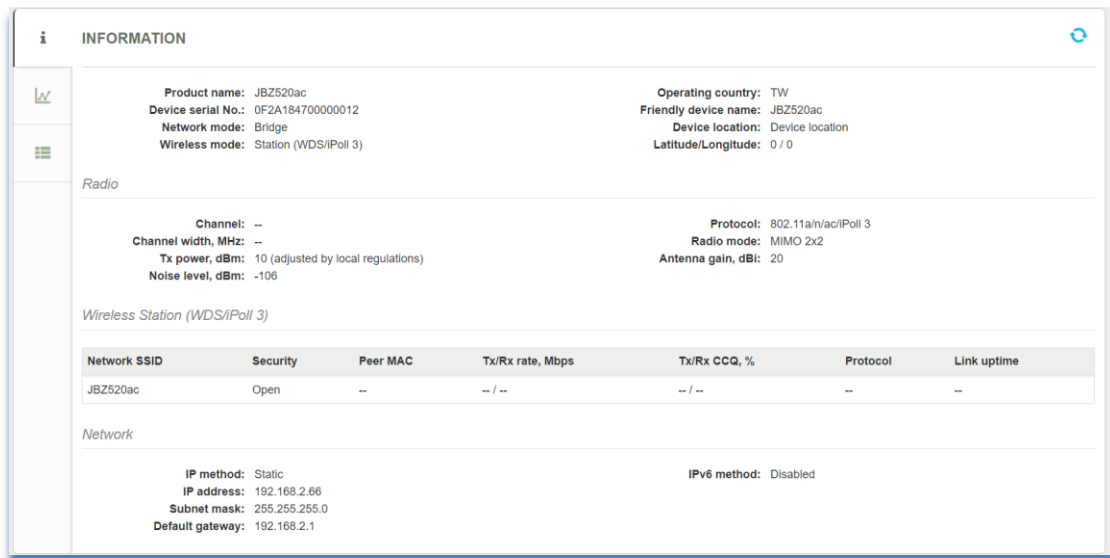 INFORMATION
Product name: JBZ520ac
Device serial No.: 0F2A184700000012
Network mode: Bridge
Wireless mode: Station (WDS/iPoll 3)
Operating country: TW
Friendly device name: JBZ520ac
Device location: Device location
Latitude/Longitude: 0 / 0
Radio
Channel: --
Channel width, MHz: --
Tx power, dBm: 10 (adjusted by local regulations)
Noise level, dBm: -106
Protocol: 802.11a/n/ac/iPoll 3
Radio mode: MIMO 2x2
Antenna gain, dBi: 20
Wireless Station (WDS/iPoll 3)
Network SSID Security Peer MAC Tx/Rx rate, Mbps Tx/Rx CCQ, % Protocol Link uptime
JBZ520ac Open -- -- / -- -- / -- -- --
Network
IP method: Static
IP address: 192.168.2.66
Subnet mask: 255.255.255.0
Default gateway: 192.168.2.1
IPv6 method: Disabled